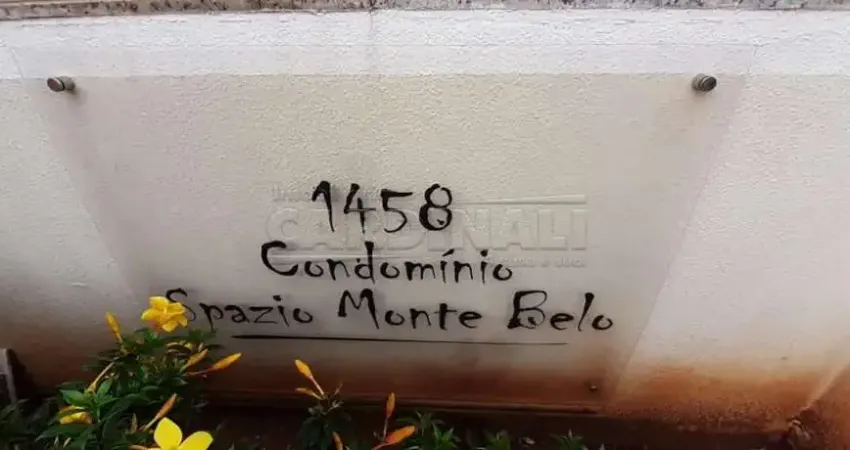 1458
CARDINALI
Condomínio
Spazio Monte Belo